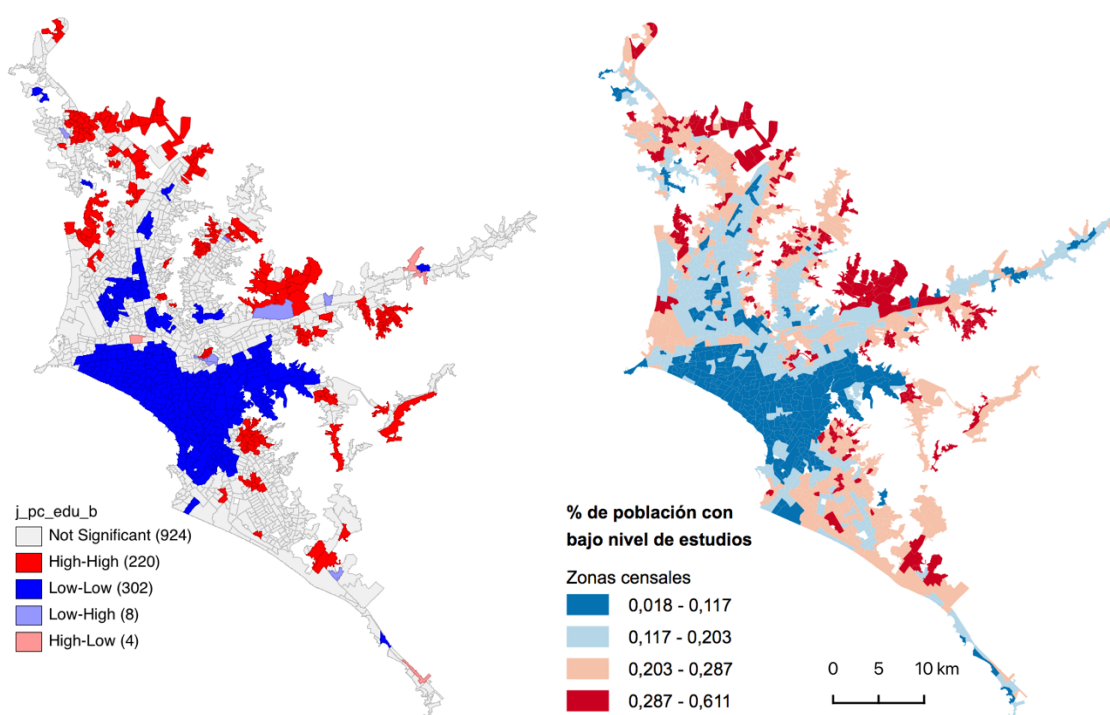 j_pc_edu_b
Not Significant (924)
High-High (220)
Low-Low (302)
Low-High (8)
High-Low (4)
% de población con
bajo nivel de estudios
Zonas censales
0,018 - 0,117
0,117 - 0,203
0,203 - 0,287
0,287 - 0,611
0 5 10 km